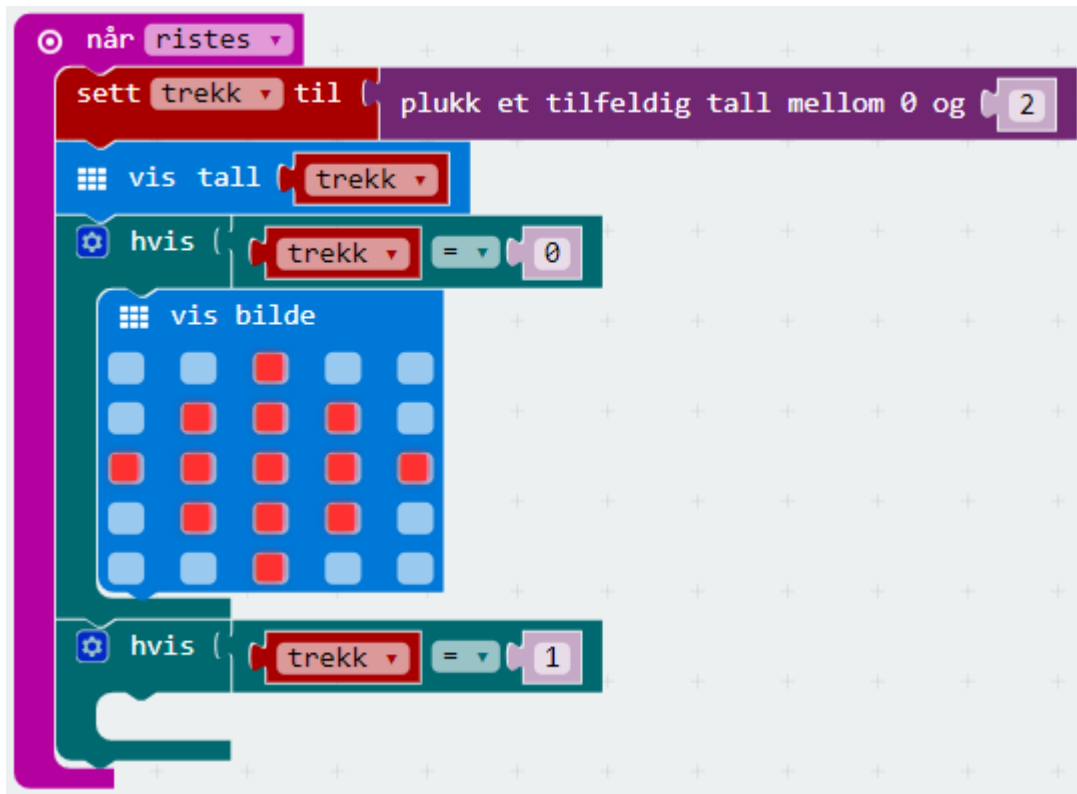 når ristes
sett trekk til plukk et tilfeldig tall mellom 0 og 2
vis tall trekk
hvis trekk = 0
vis bilde
hvis trekk = 1